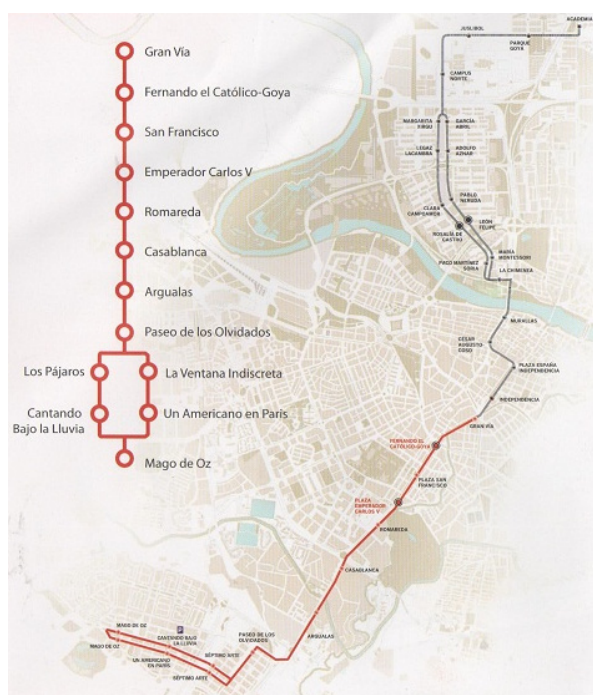 Gran Vía
Fernando el Católico-Goya
San Francisco
Emperador Carlos V
Romareda
Casablanca
Argualas
Paseo de los Olvidados
Los Pájaros
La Ventana Indiscreta
Cantando
Bajo la Lluvia
Un Americano en París
Mago de Oz
ACADEMIA
JUSLIBOL
PARQUE
GOYA
CAMPUS
NORTE
MARGARITA
XIRGU
GARCÍA
ABRIL
LEGAZ
LACAMBRA
ADOLFO
AZNAR
PABLO
NERUDA
CLARA
CAMPOAMOR
LEÓN
FELIPE
ROSALÍA DE
CASTRO
MARÍA
MONTESSORI
PACO MARTÍNEZ
SORIA
LA CHIMENEA
MURALLAS
CESAR
AUGUSTO
COSO
PLAZA ESPAÑA
INDEPENDENCIA
INDEPENDENCIA
GRAN VÍA
FERNANDO EL
CATÓLICO-GOYA
PLAZA SAN
FRANCISCO
PLAZA
EMPERADOR
CARLOS V
ROMAREDA
CASABLANCA
ARGUALAS
PASEO DE LOS
OLVIDADOS
MAGO DE OZ
P
CANTANDO BAJO
LA LLUVIA
MAGO DE OZ
SÉPTIMO ARTE
UN AMERICANO
EN PARÍS
SÉPTIMO ARTE